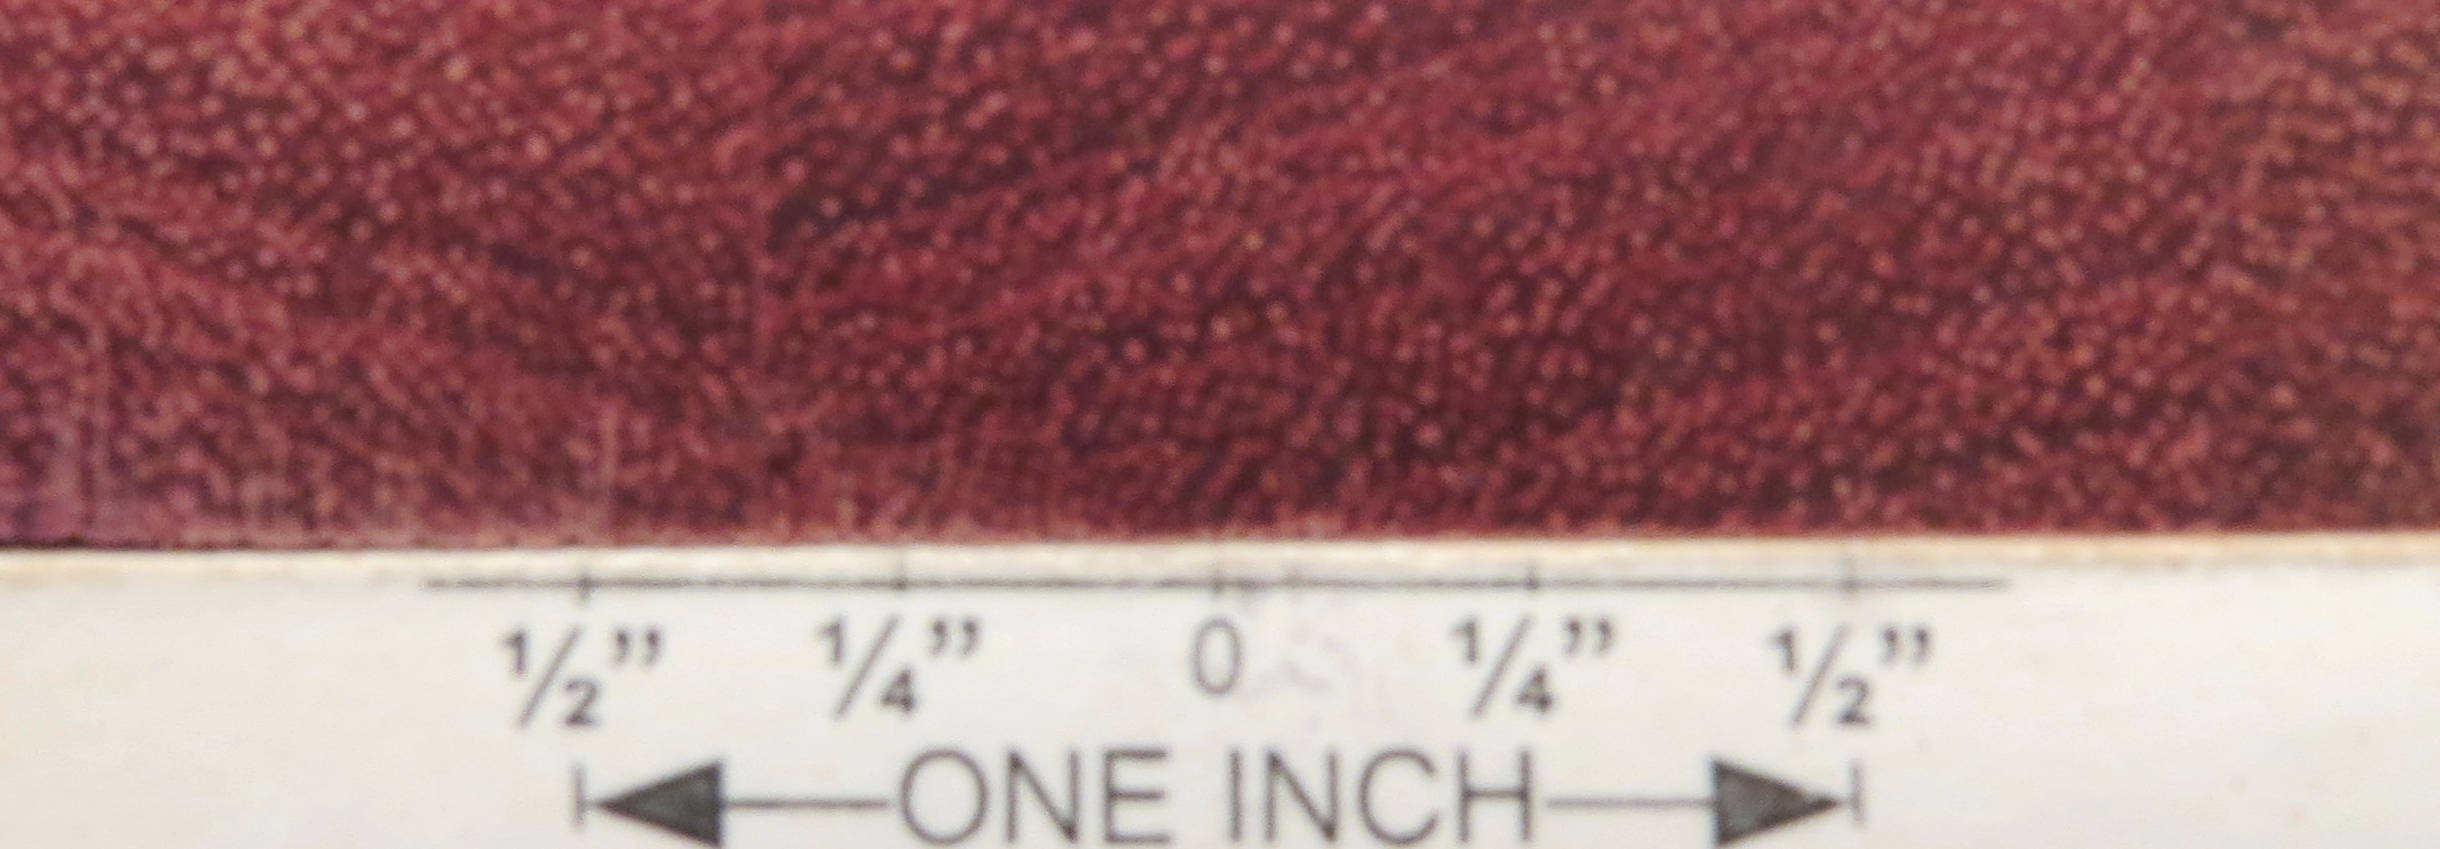 ½” ¼” 0 ¼” ½”
ONE INCH